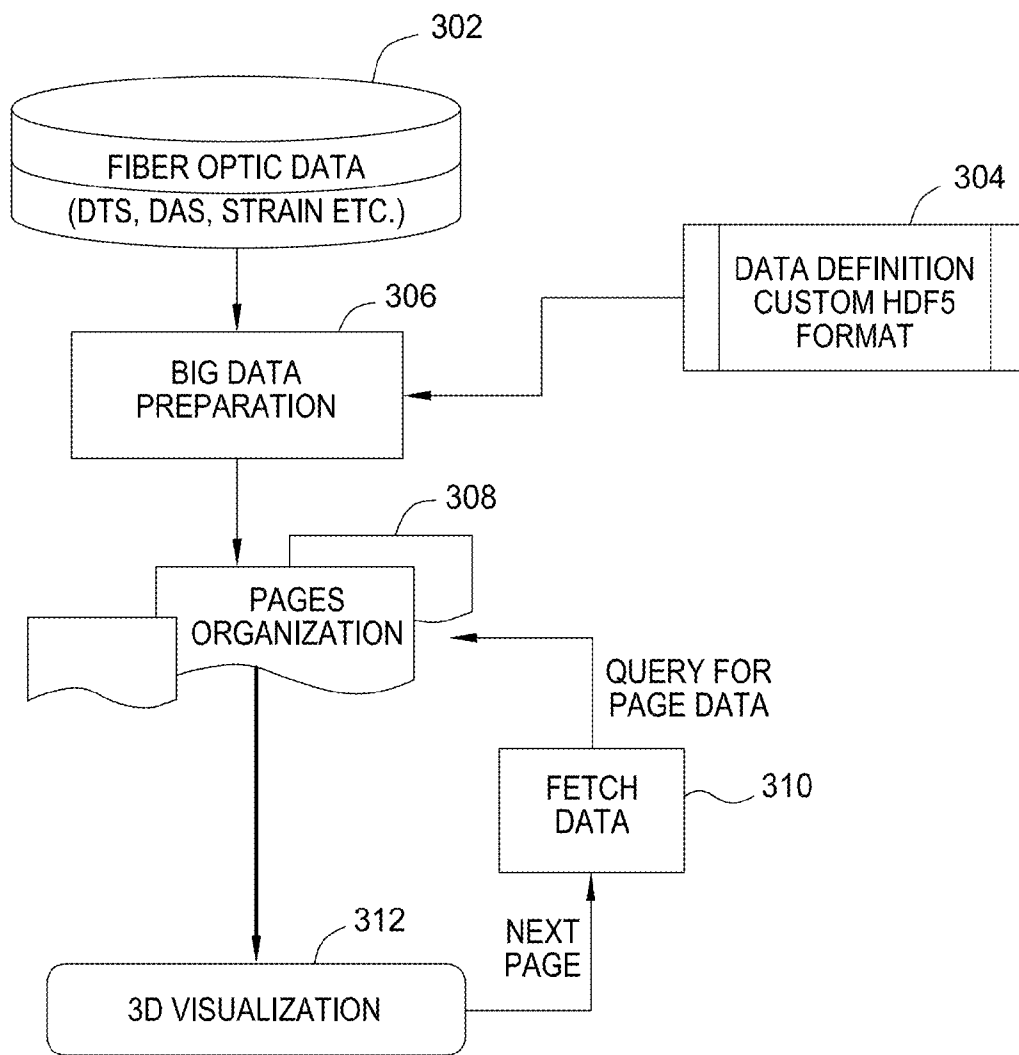 302
FIBER OPTIC DATA
(DTS, DAS, STRAIN ETC.)
304
DATA DEFINITION
CUSTOM HDF5
FORMAT
306
BIG DATA
PREPARATION
308
PAGES
ORGANIZATION
QUERY FOR
PAGE DATA
FETCH
DATA
310
NEXT
PAGE
312
3D VISUALIZATION